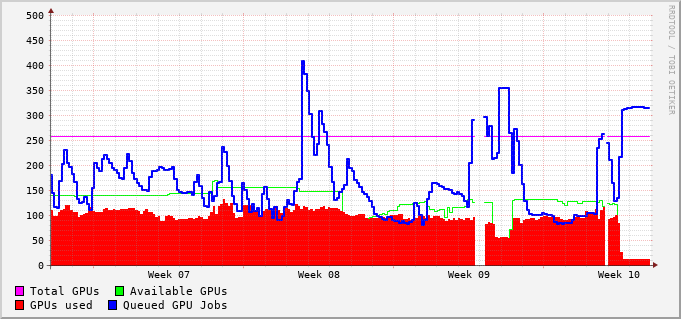 500
450
400
350
300
250
200
150
100
50
0
Week 07 Week 08 Week 09 Week 10
Total GPUs Available GPUs
GPUs used Queued GPU Jobs
RRDTOOL / TOBI OETIKER